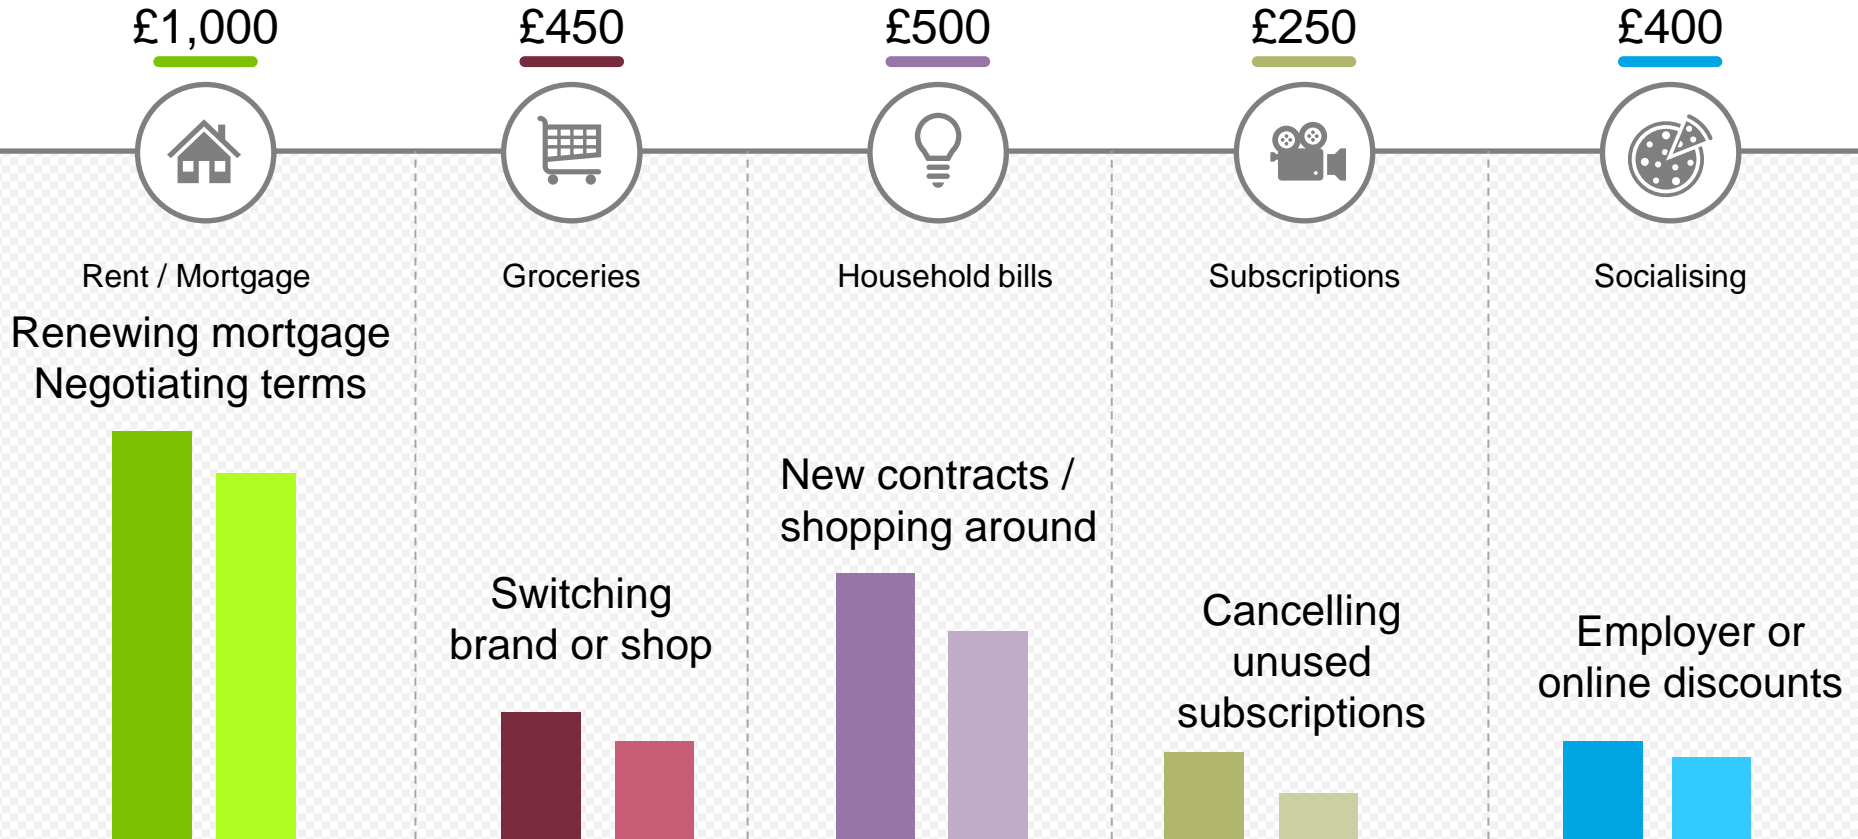 £1,000
£450
£500
£250
£400
Rent / Mortgage
Groceries
Household bills
Subscriptions
Socialising
Renewing mortgage
Negotiating terms
Switching
brand or shop
New contracts /
shopping around
Cancelling
unused
subscriptions
Employer or
online discounts